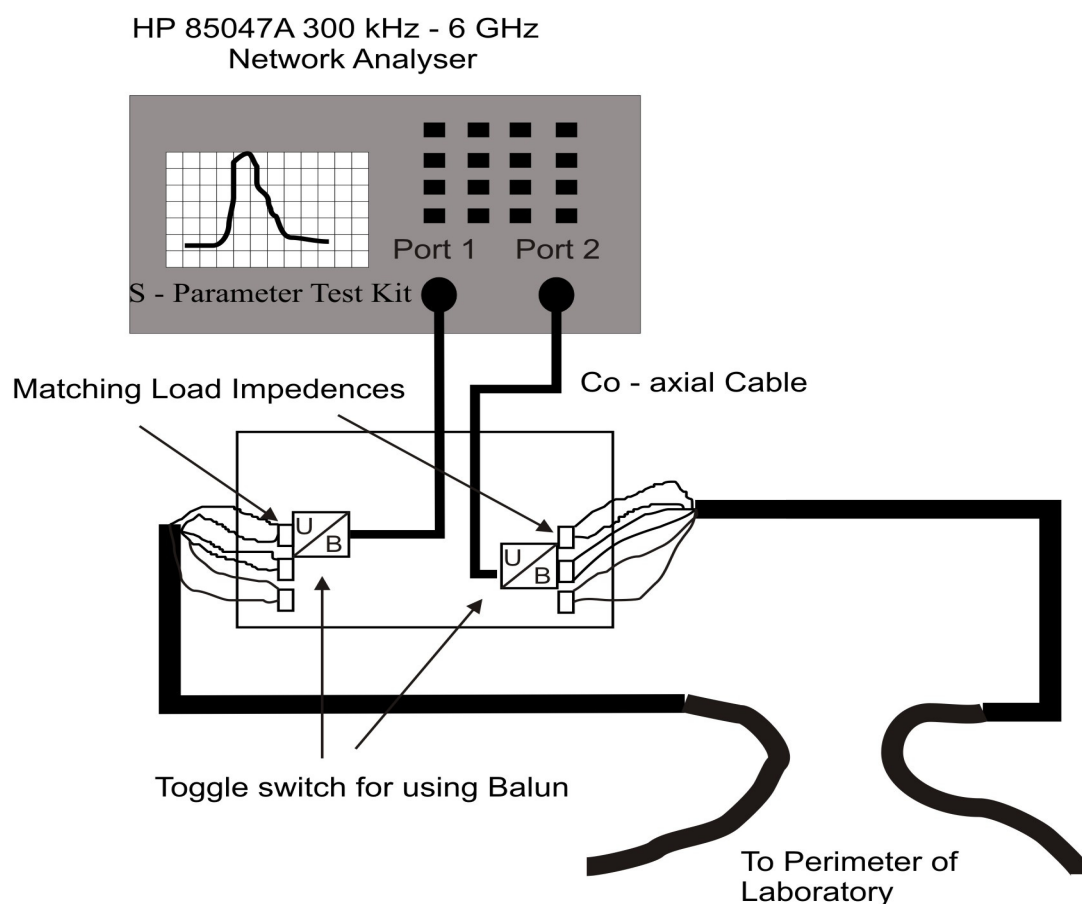 HP 85047A 300 kHz - 6 GHz
Network Analyser
Port 1
Port 2
S - Parameter Test Kit
Matching Load Impedences
Co - axial Cable
U
B
U
B
Toggle switch for using Balun
To Perimeter of
Laboratory